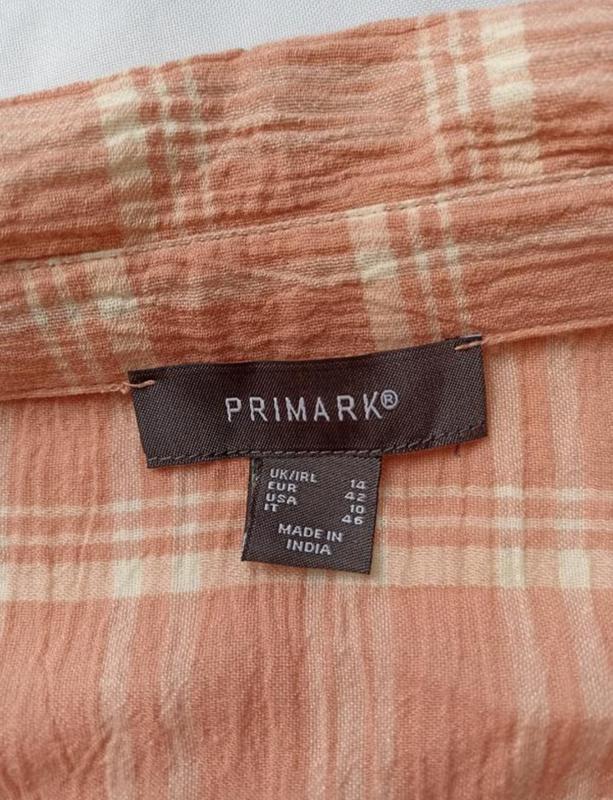 PRIMARK®
UK/IRL 14
EUR 42
USA 10
IT 46
MADE IN
INDIA